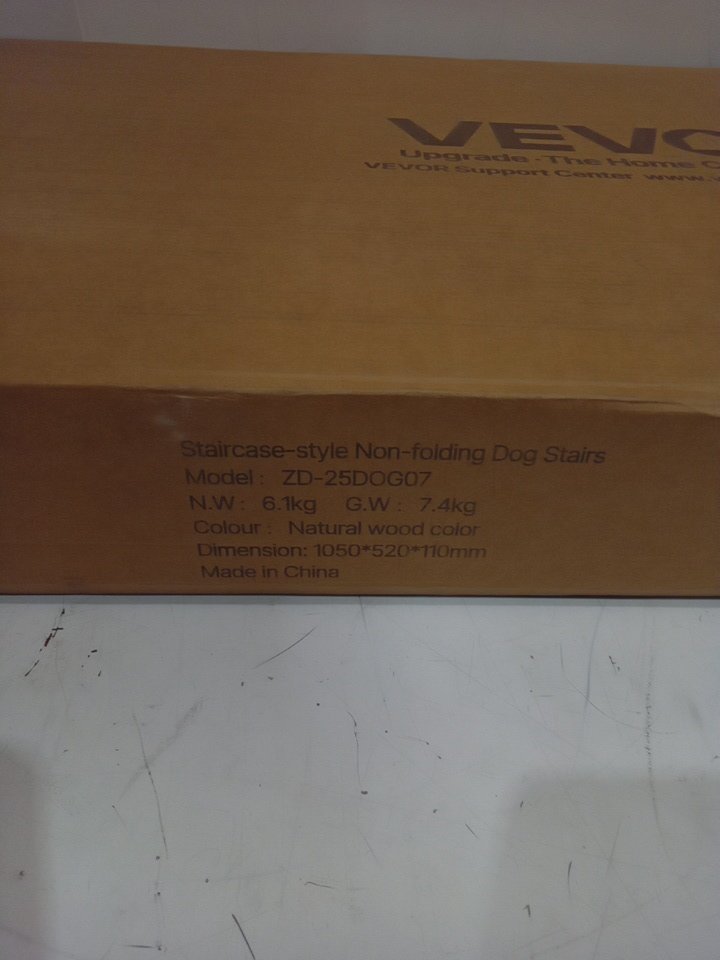 VEVO
Upgrade · The Home
VEVOR Support Center www.
Staircase-style Non-folding Dog Stairs
Model : ZD-25DOG07
N.W : 6.1kg G.W : 7.4kg
Colour : Natural wood color
Dimension: 1050*520*110mm
Made in China